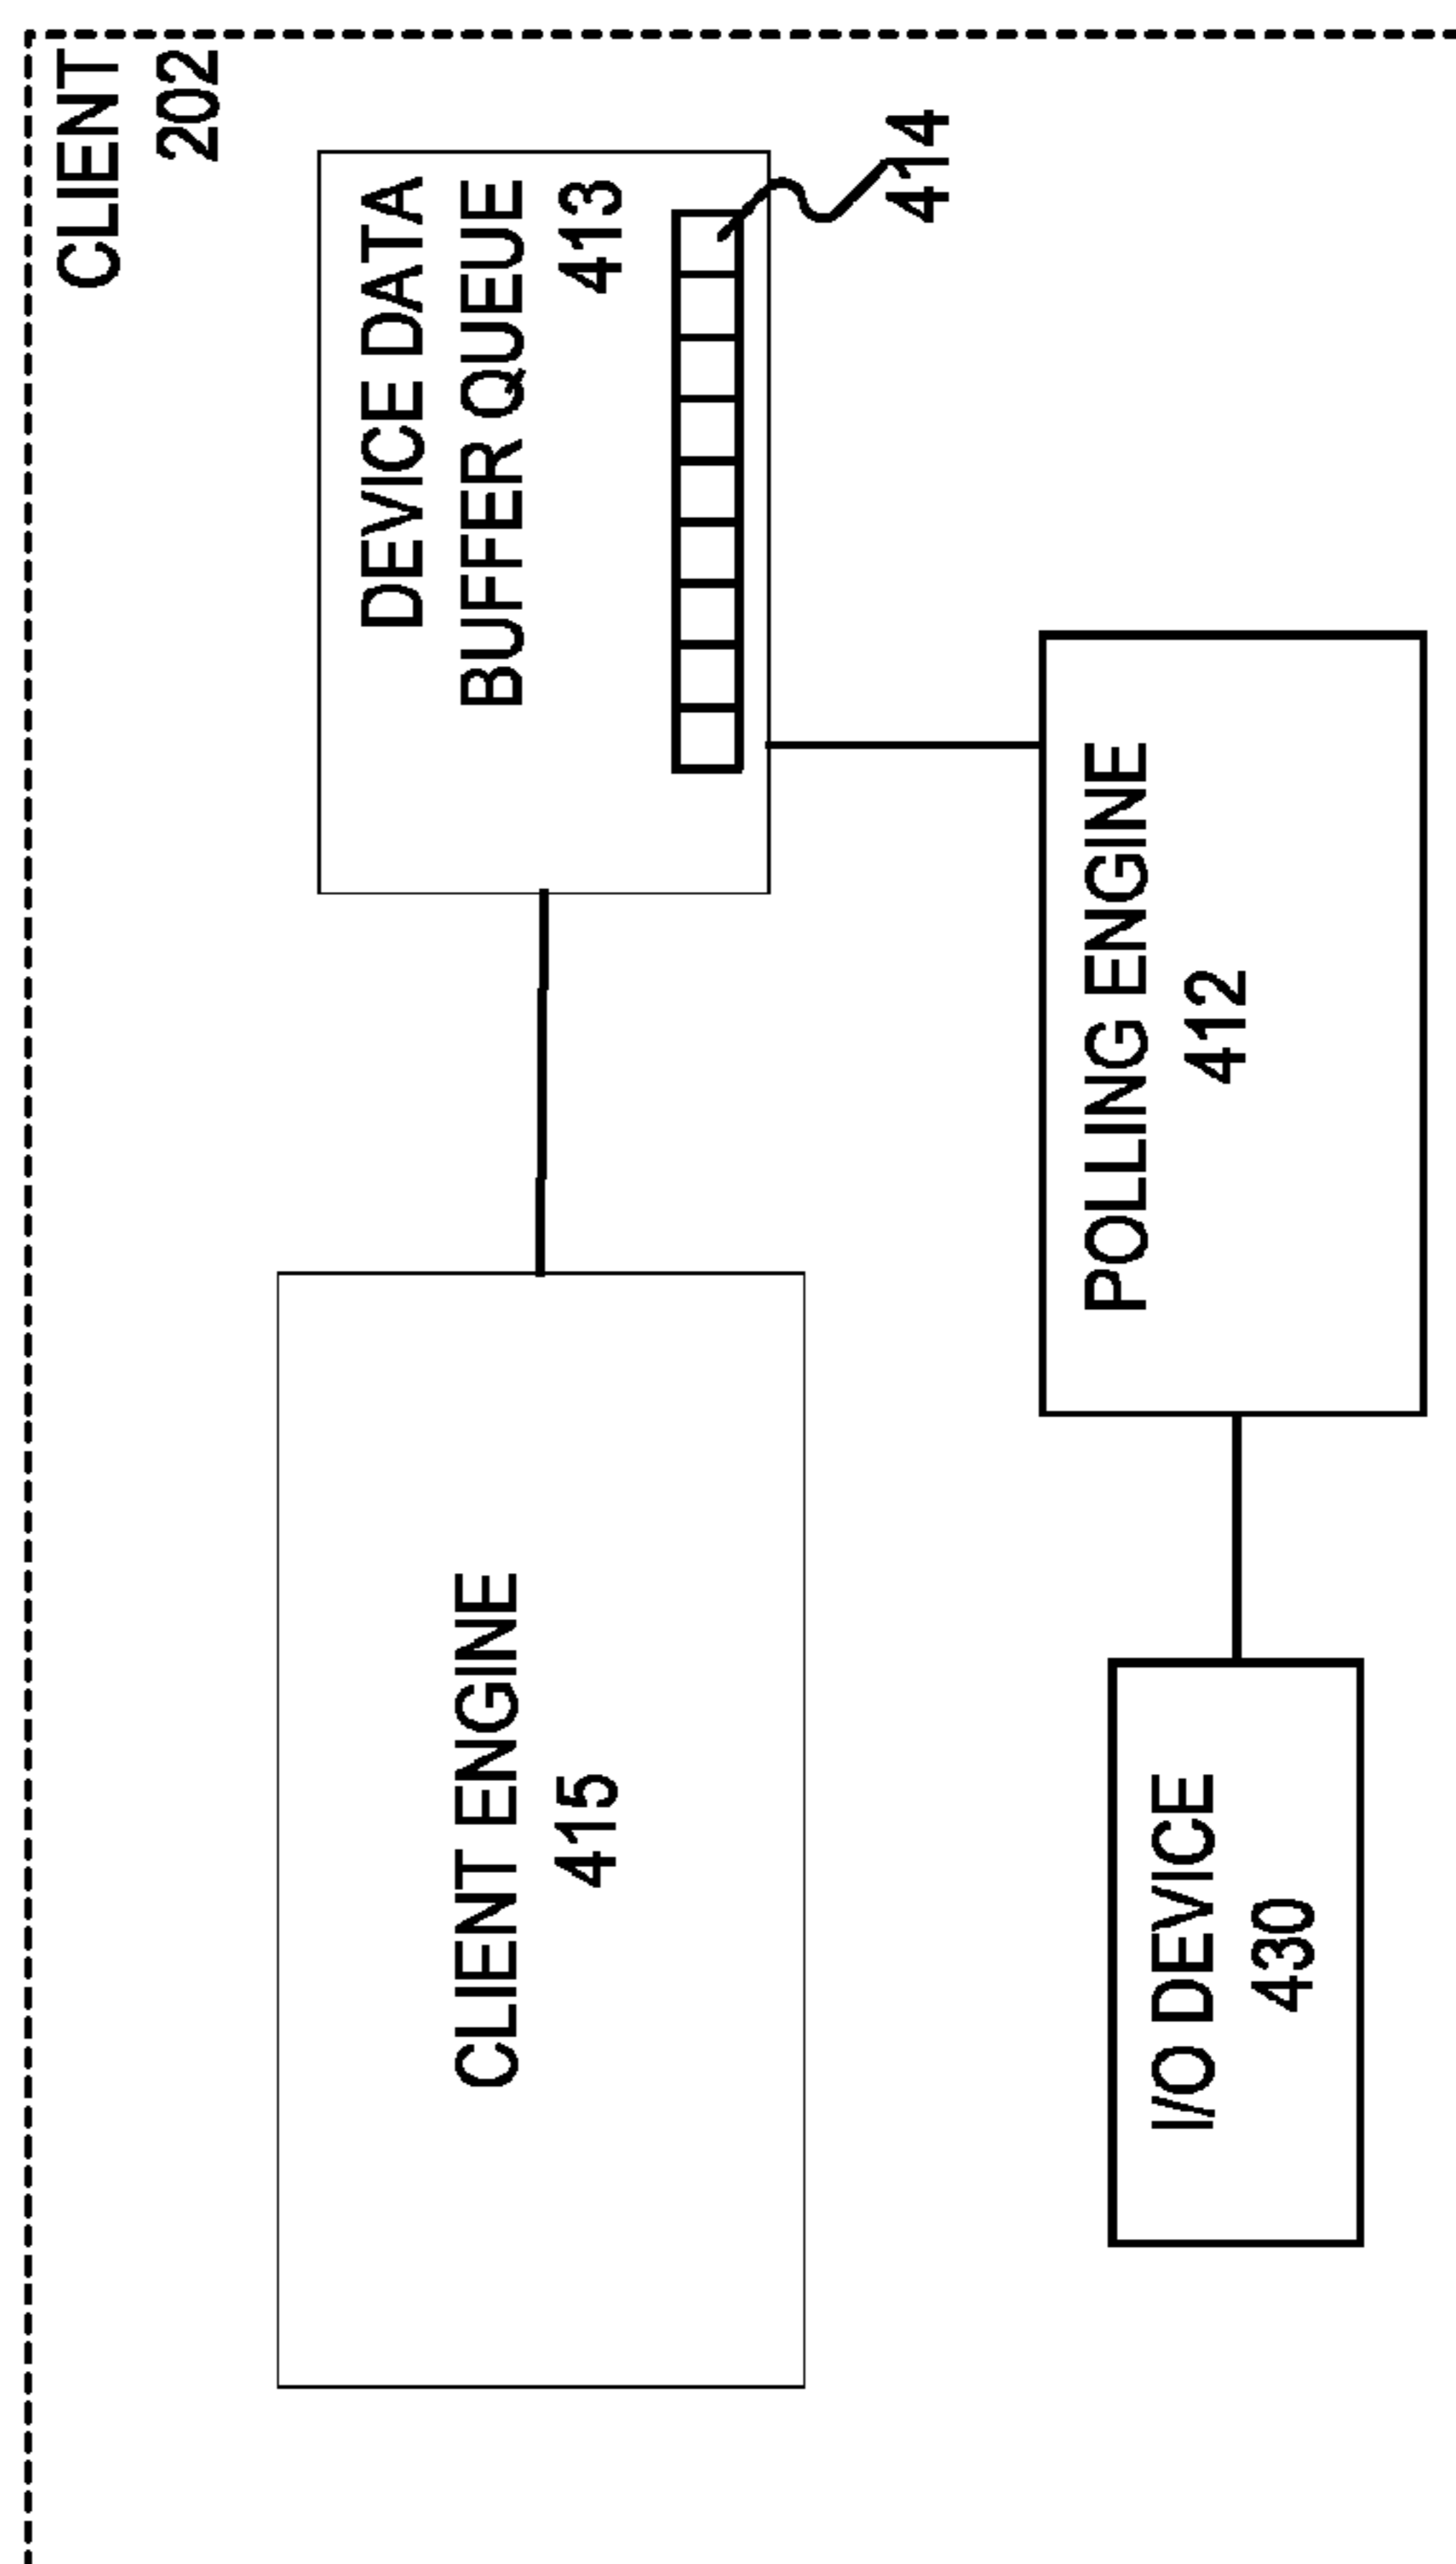 CLIENT
202
DEVICE DATA
BUFFER QUEUE
413
414
CLIENT ENGINE
415
POLLING ENGINE
412
I/O DEVICE
430